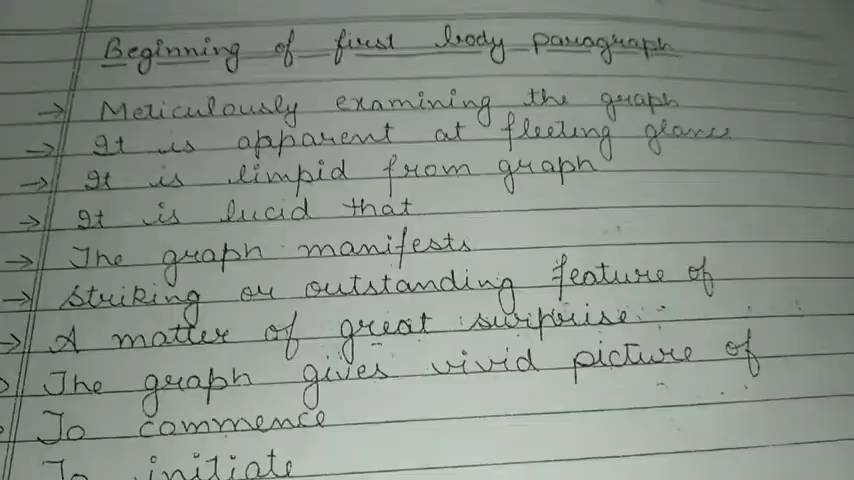 Beginning of first body paragraph
→ Meticulously examining the graph
→ It is apparent at fleeting glance
→ It is limpid from graph
→ It is lucid that
→ The graph manifests
→ Striking or outstanding feature of
→ A matter of great surprise.
The graph gives vivid picture of
To commence
To initiate